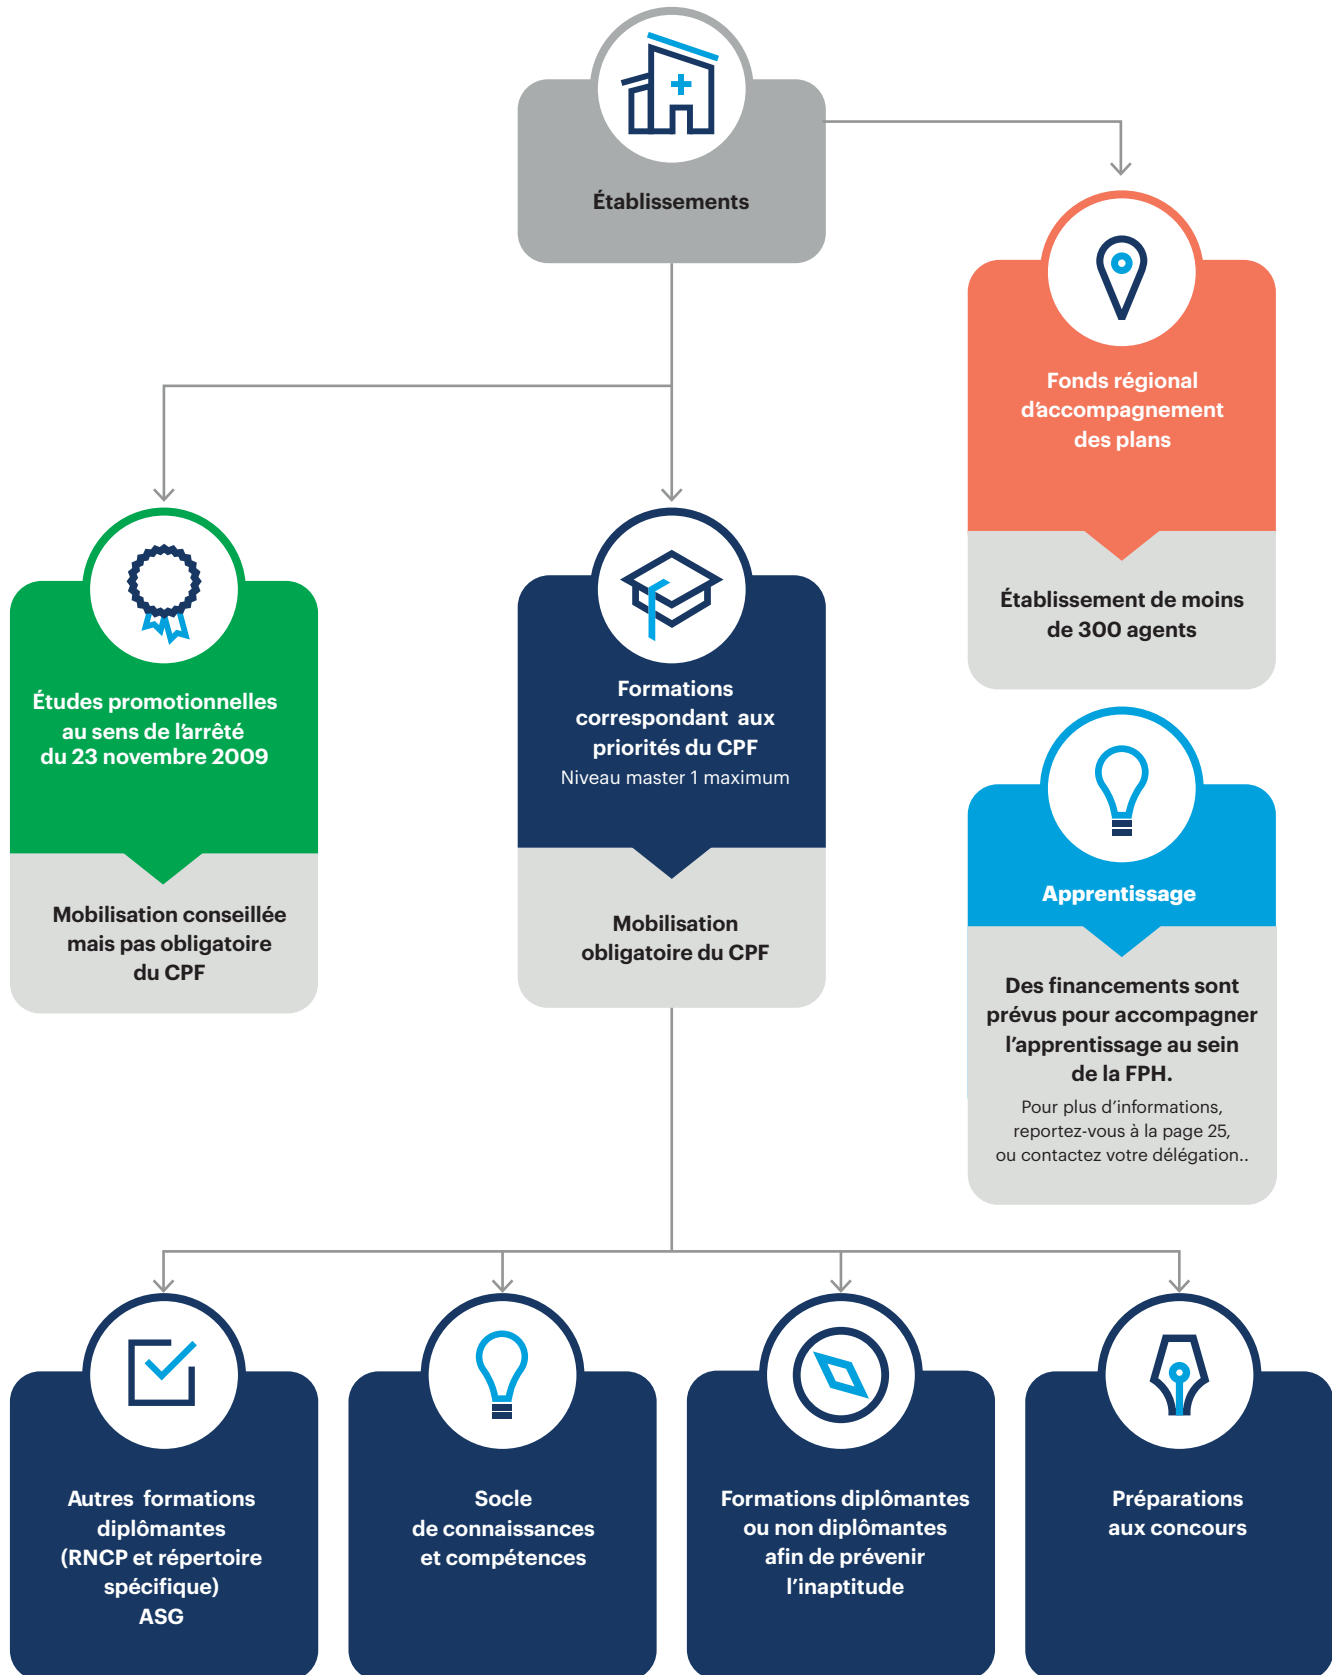 Établissements
Fonds régional
d'accompagnement
des plans
Établissement de moins
de 300 agents
Études promotionnelles
au sens de l'arrêté
du 23 novembre 2009
Mobilisation conseillée
mais pas obligatoire
du CPF
Formations
correspondant aux
priorités du CPF
Niveau master 1 maximum
Mobilisation
obligatoire du CPF
Apprentissage
Des financements sont
prévus pour accompagner
l'apprentissage au sein
de la FPH.
Pour plus d'informations,
reportez-vous à la page 25,
ou contactez votre délégation..
Autres formations
diplômantes
(RNCP et répertoire
spécifique)
ASG
Socle
de connaissances
et compétences
Formations diplômantes
ou non diplômantes
afin de prévenir
l'inaptitude
Préparations
aux concours